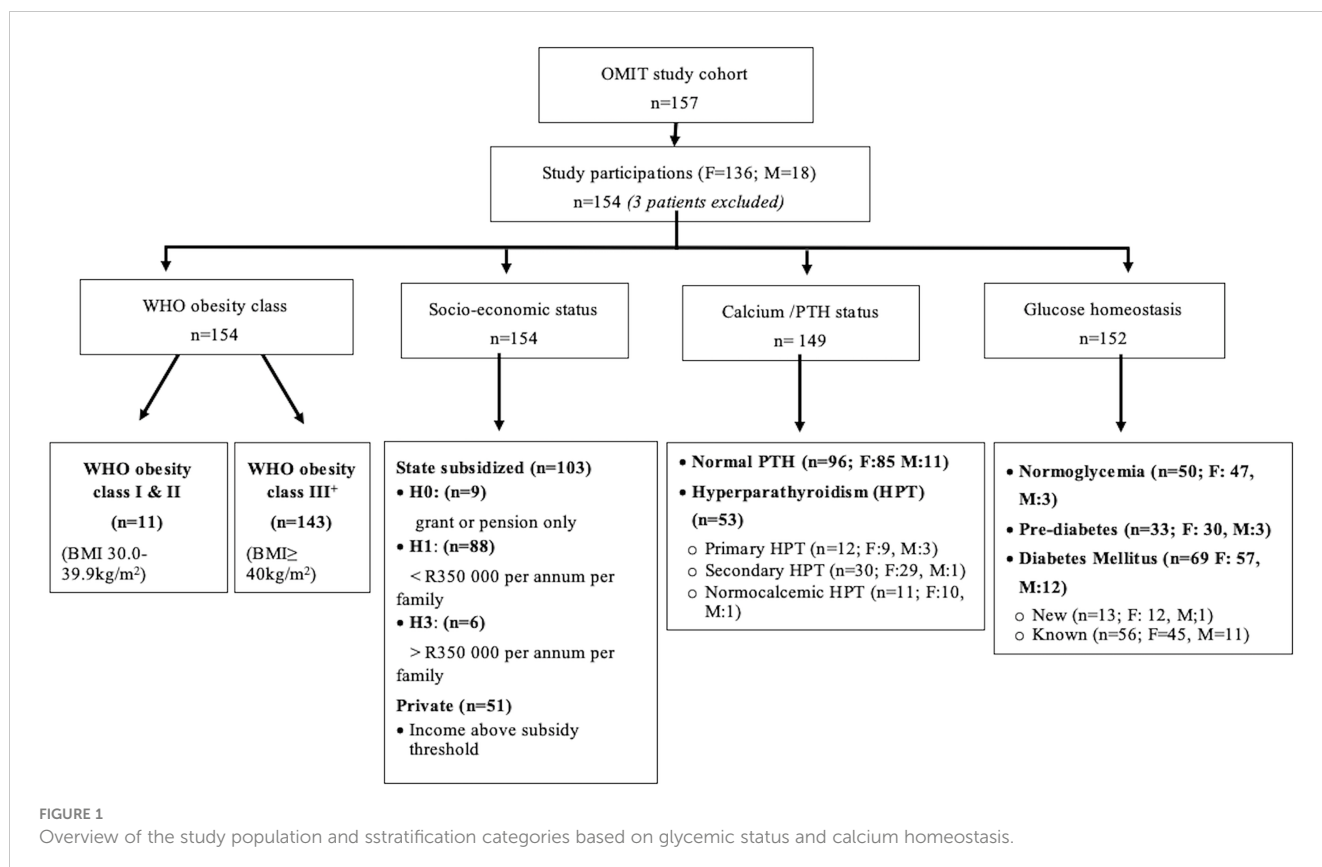 OMIT study cohort
n=157
Study participations (F=136; M=18)
n=154 (3 patients excluded)
WHO obesity class
n=154
Socio-economic status
n=154
Calcium /PTH status
n= 149
Glucose homeostasis
n=152
WHO obesity
class I & II
(n=11)
(BMI 30.0-
39.9kg/m²)
WHO obesity
class III⁺
(n=143)
(BMI≥
40kg/m²)
State subsidized (n=103)
• H0: (n=9)
grant or pension only
• H1: (n=88)
< R350 000 per annum per
family
• H3: (n=6)
> R350 000 per annum per
family
Private (n=51)
• Income above subsidy
threshold
• Normal PTH (n=96; F:85 M:11)
• Hyperparathyroidism (HPT)
(n=53)
○ Primary HPT (n=12; F:9, M:3)
○ Secondary HPT (n=30; F:29, M:1)
○ Normocalcemic HPT (n=11; F:10,
M:1)
• Normoglycemia (n=50; F: 47,
M:3)
• Pre-diabetes (n=33; F: 30, M:3)
• Diabetes Mellitus (n=69 F: 57,
M:12)
○ New (n=13; F: 12, M;1)
○ Known (n=56; F=45, M=11)
FIGURE 1
Overview of the study population and sstratification categories based on glycemic status and calcium homeostasis.